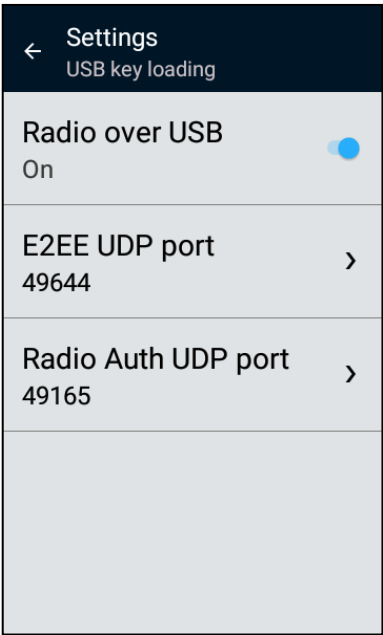 Settings
USB key loading
Radio over USB
On
E2EE UDP port
49644
Radio Auth UDP port
49165